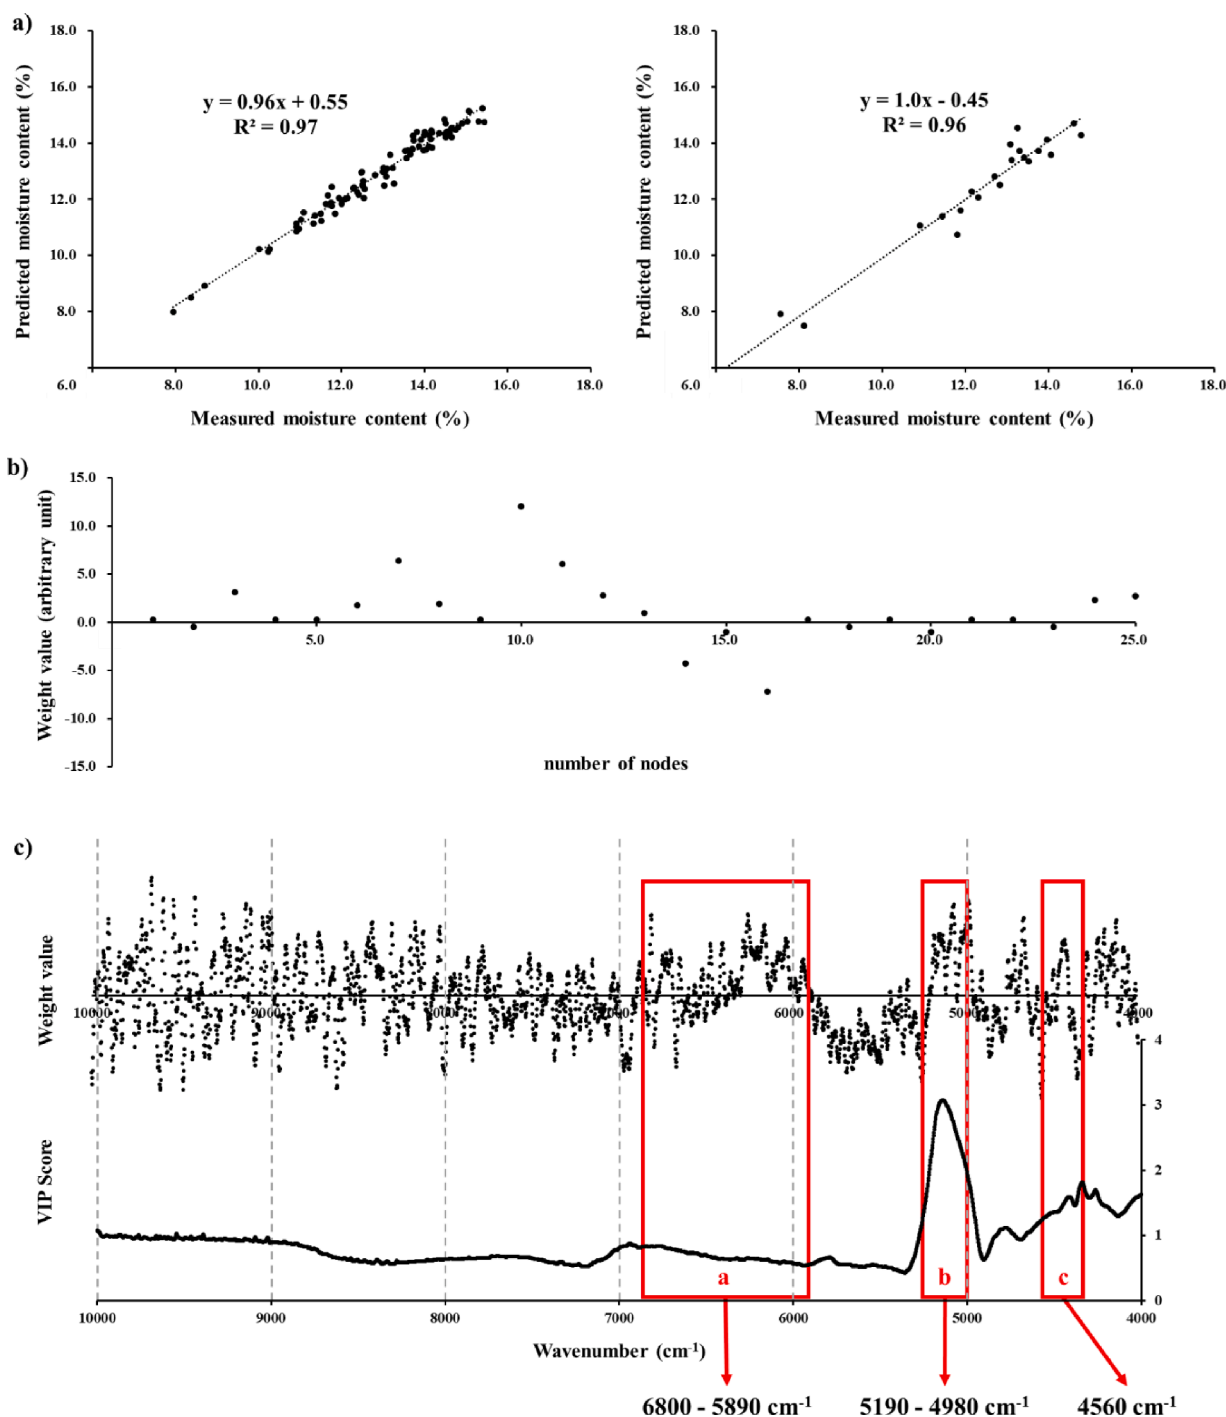 a)
18.0
16.0
14.0
12.0
10.0
8.0
6.0
8.0
10.0
12.0
14.0
16.0
18.0
Predicted moisture content (%)
Measured moisture content (%)
y = 0.96x + 0.55
R² = 0.97
18.0
16.0
14.0
12.0
10.0
8.0
6.0
8.0
10.0
12.0
14.0
16.0
18.0
Predicted moisture content (%)
Measured moisture content (%)
y = 1.0x - 0.45
R² = 0.96
b)
15.0
10.0
5.0
0.0
-5.0
-10.0
-15.0
5.0
10.0
15.0
20.0
25.0
Weight value (arbitrary unit)
number of nodes
c)
Weight value
10000
9000
8000
7000
6000
5000
4000
VIP Score
4
3
2
1
0
a
b
c
10000
9000
8000
7000
6000
5000
4000
Wavenumber (cm⁻¹)
6800 - 5890 cm⁻¹
5190 - 4980 cm⁻¹
4560 cm⁻¹